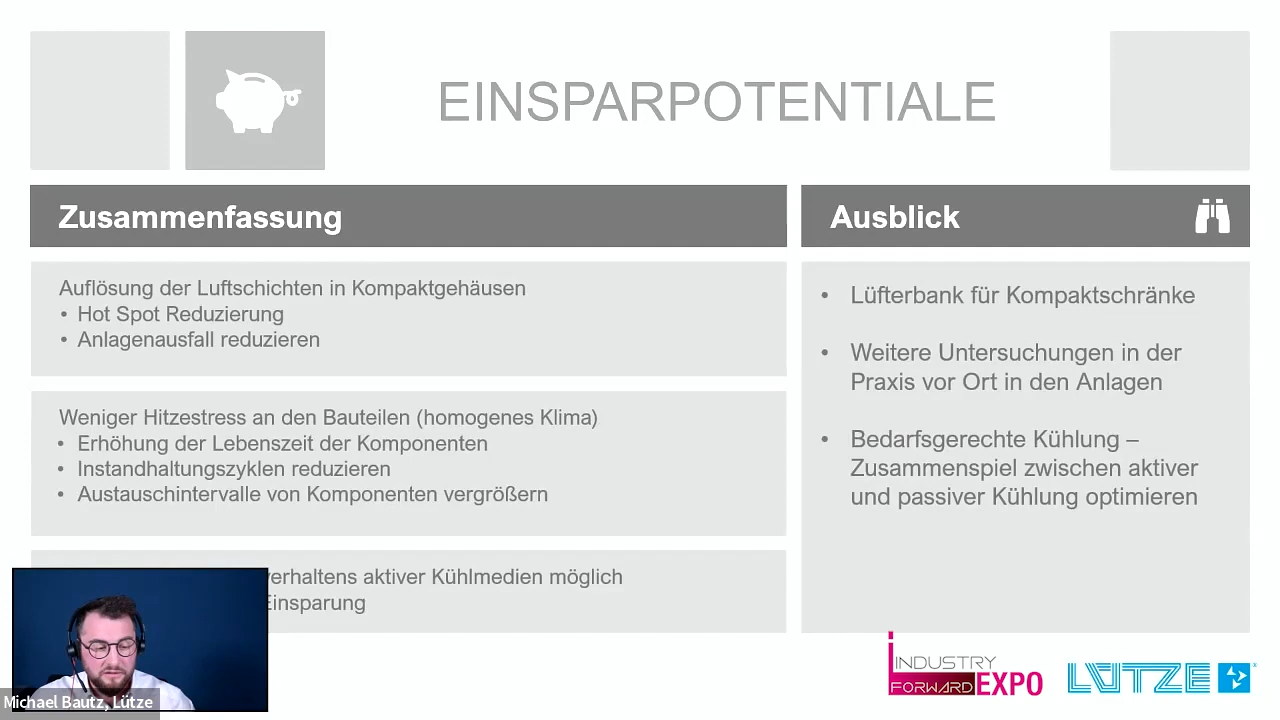 EINSPARPOTENTIALE
Zusammenfassung
Auflösung der Luftschichten in Kompaktgehäusen
• Hot Spot Reduzierung
• Anlagenausfall reduzieren
Weniger Hitzestress an den Bauteilen (homogenes Klima)
• Erhöhung der Lebenszeit der Komponenten
• Instandhaltungszyklen reduzieren
• Austauschintervalle von Komponenten vergrößern
verhaltens aktiver Kühlmedien möglich
Einsparung
Ausblick
• Lüfterbank für Kompaktschränke
• Weitere Untersuchungen in der
Praxis vor Ort in den Anlagen
• Bedarfsgerechte Kühlung –
Zusammenspiel zwischen aktiver
und passiver Kühlung optimieren
Michael Bautz, Lütze
INDUSTRY
FORWARD EXPO
LÜTZE